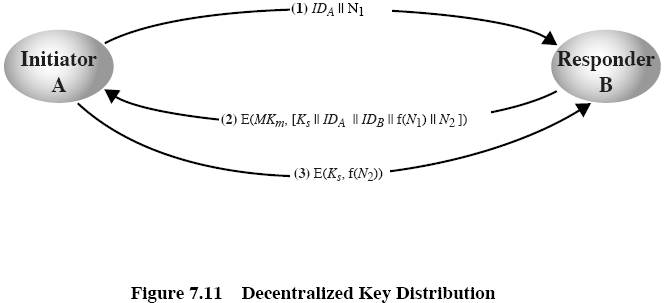 (1) IDA || N1
Initiator
A
Responder
B
(2) E(MKm, [Ks || IDA || IDB || f(N1) || N2 ])
(3) E(Ks, f(N2))
Figure 7.11 Decentralized Key Distribution